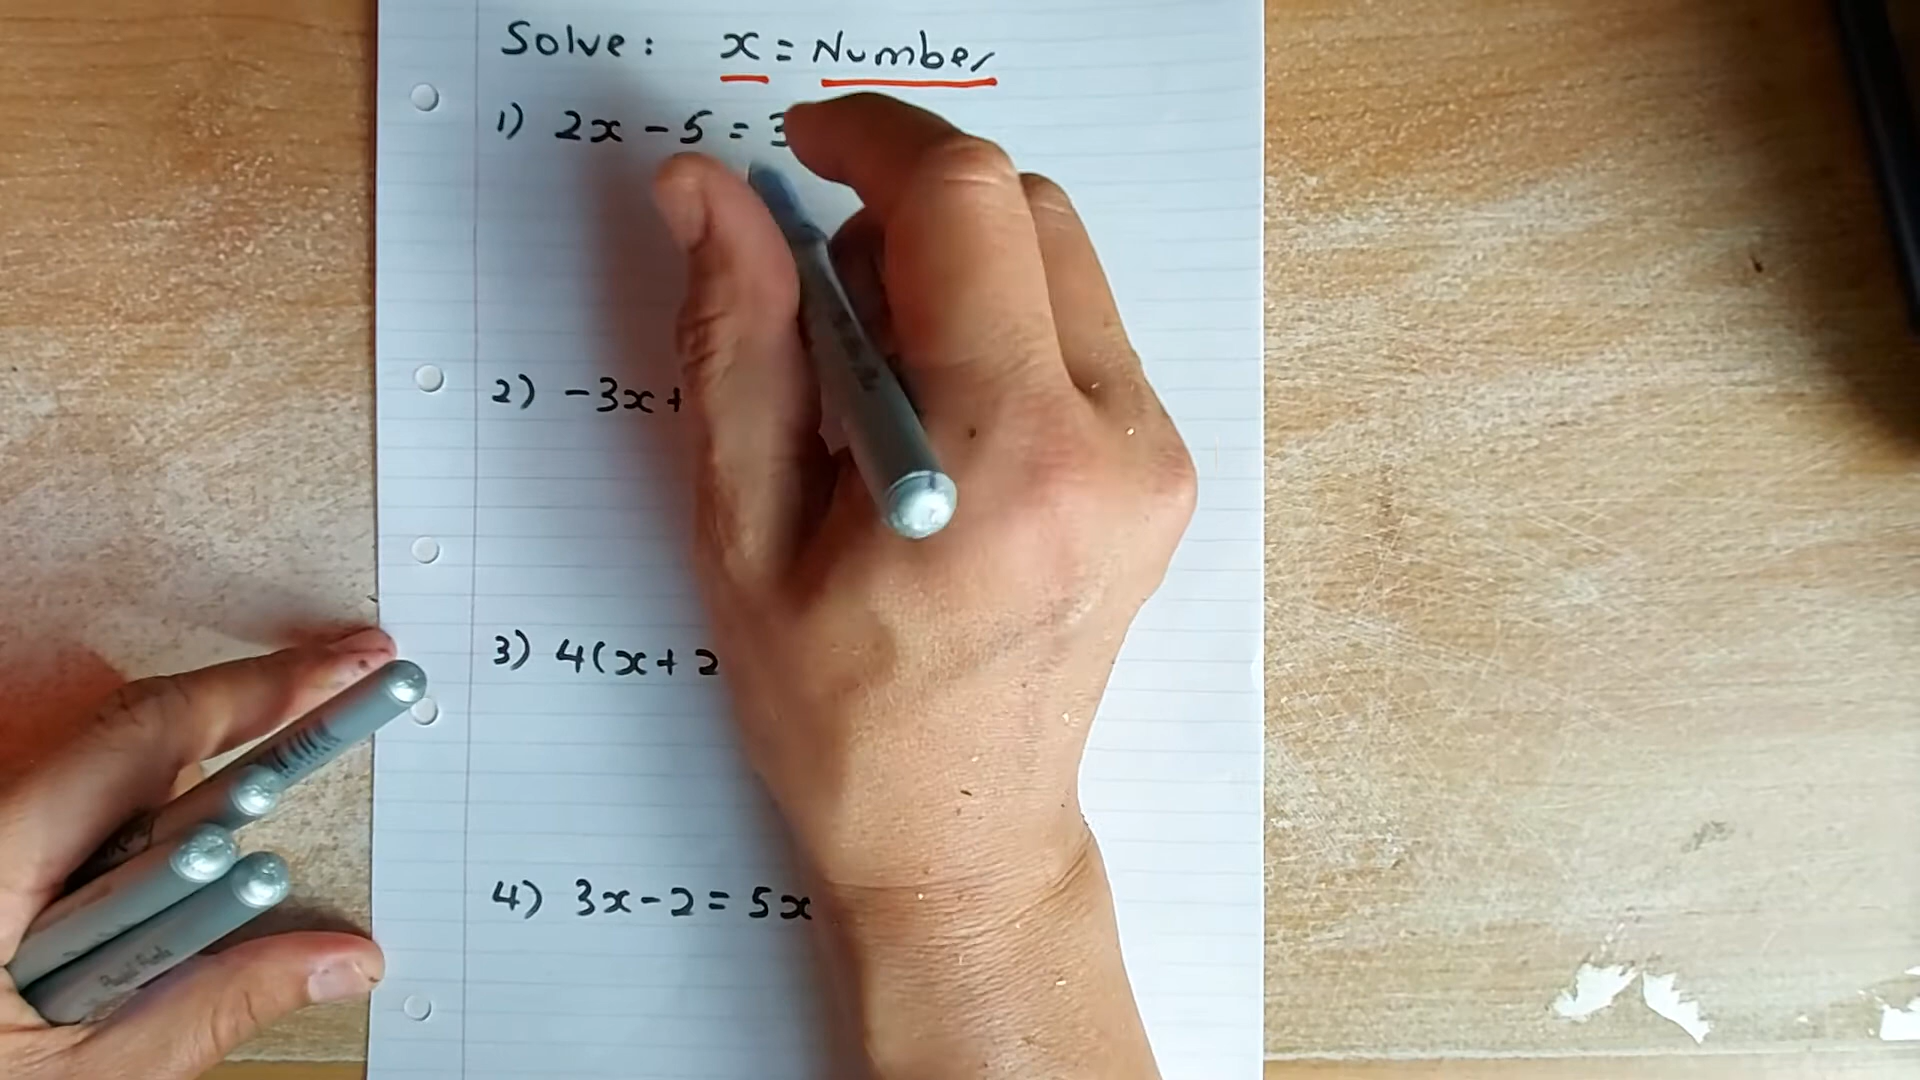 Solve: x = Number
1) 2x - 5 = 3
2) -3x +
3) 4(x + 2
4) 3x - 2 = 5x